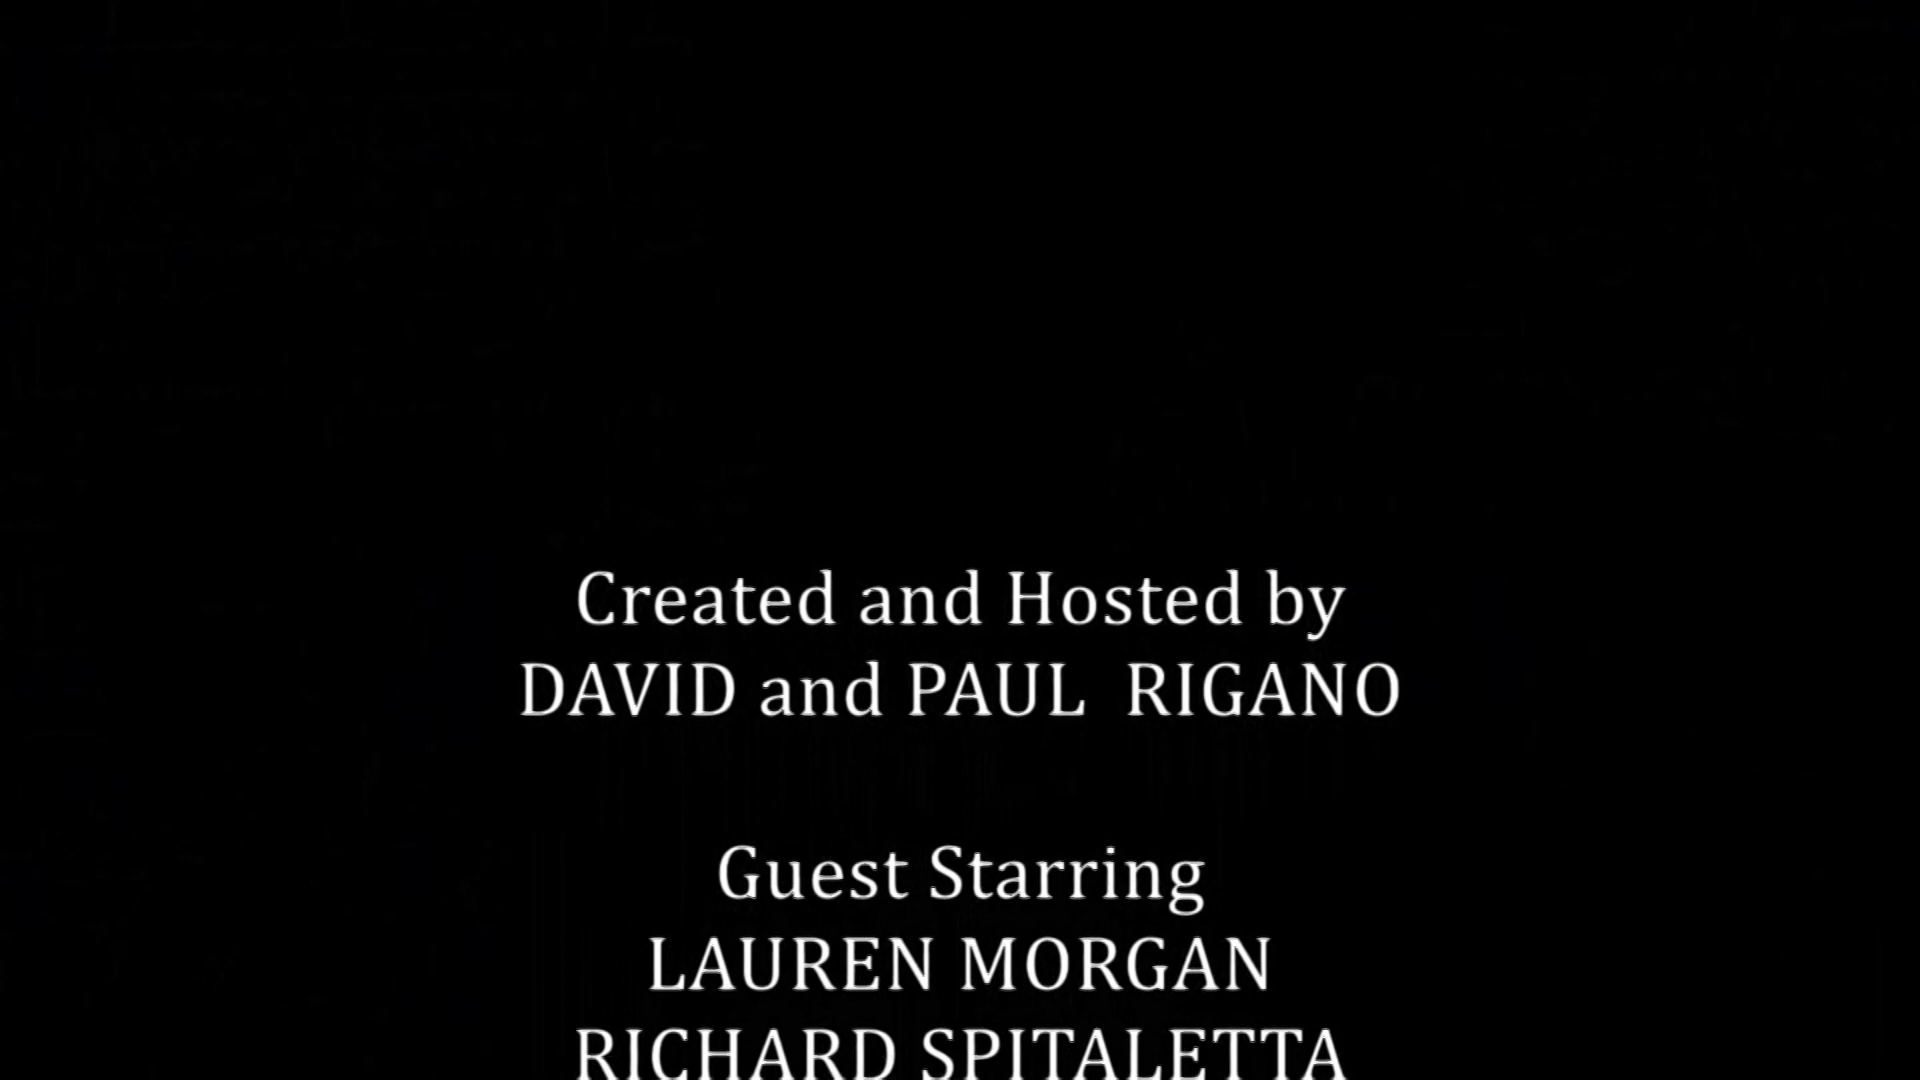 Created and Hosted by
DAVID and PAUL  RIGANO
Guest Starring
LAUREN MORGAN
RICHARD SPITALETTA